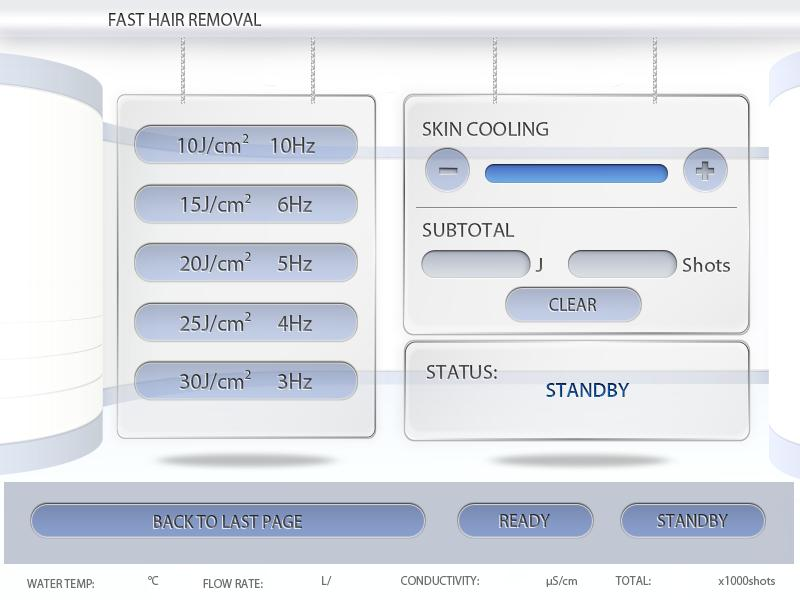 FAST HAIR REMOVAL
10J/cm² 10Hz
15J/cm² 6Hz
20J/cm² 5Hz
25J/cm² 4Hz
30J/cm² 3Hz
SKIN COOLING
− +
SUBTOTAL
J Shots
CLEAR
STATUS:
STANDBY
BACK TO LAST PAGE READY STANDBY
WATER TEMP: °C FLOW RATE: L/ CONDUCTIVITY: µS/cm TOTAL: x1000shots